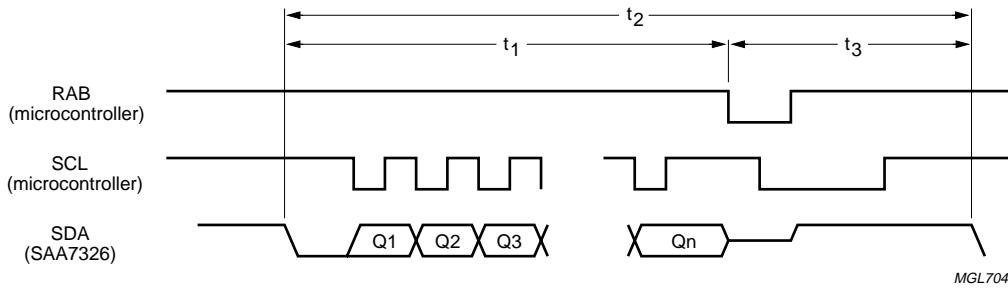 t2
t1
t3
RAB
(microcontroller)
SCL
(microcontroller)
SDA
(SAA7326)
Q1
Q2
Q3
Qn
MGL704